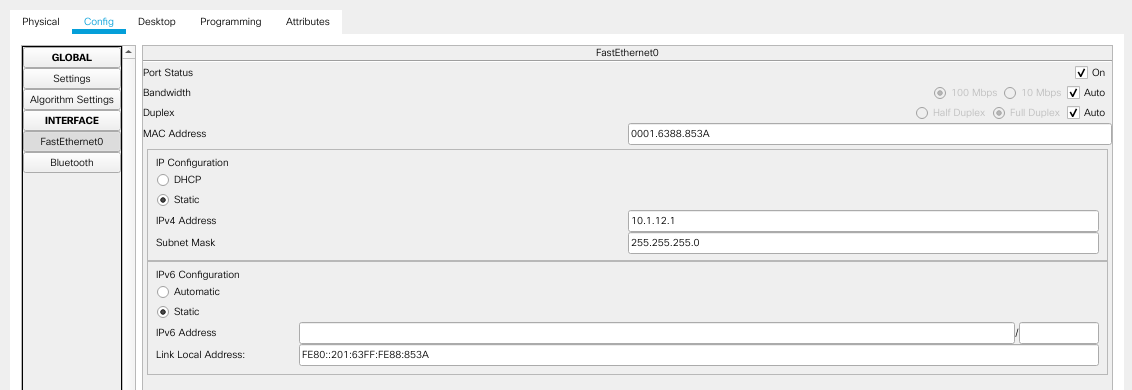 Physical Config Desktop Programming Attributes
GLOBAL
Settings
Algorithm Settings
INTERFACE
FastEthernet0
Bluetooth
FastEthernet0
Port Status On
Bandwidth 100 Mbps 10 Mbps Auto
Duplex Half Duplex Full Duplex Auto
MAC Address 0001.6388.853A
IP Configuration
DHCP
Static
IPv4 Address 10.1.12.1
Subnet Mask 255.255.255.0
IPv6 Configuration
Automatic
Static
IPv6 Address /
Link Local Address: FE80::201:63FF:FE88:853A